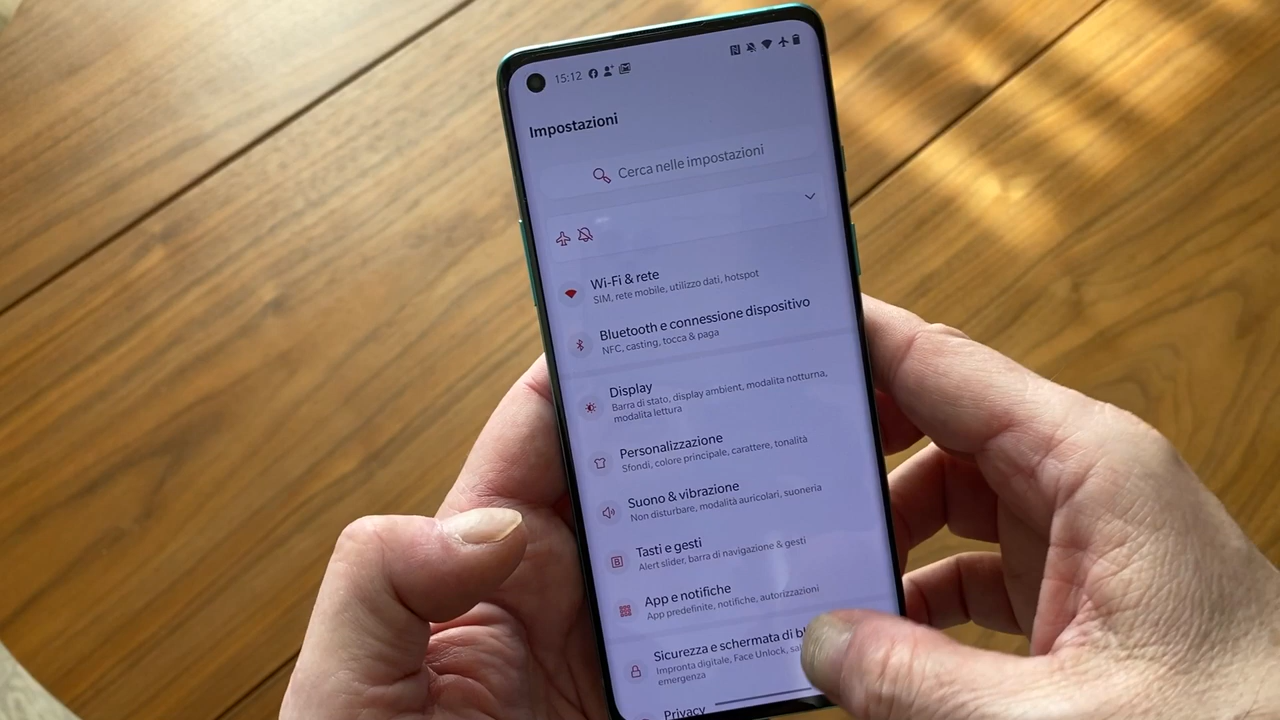 15:12
Impostazioni
Cerca nelle impostazioni
Wi-Fi & rete
SIM, rete mobile, utilizzo dati, hotspot
Bluetooth e connessione dispositivo
NFC, casting, tocca & paga
Display
Barra di stato, display ambient, modalita notturna,
modalita lettura
Personalizzazione
Sfondi, colore principale, carattere, tonalità
Suono & vibrazione
Non disturbare, modalità auricolari, suoneria
Tasti e gesti
Alert slider, barra di navigazione & gesti
App e notifiche
App predefinite, notifiche, autorizzazioni
Sicurezza e schermata di
Impronta digitale, Face Unlock,
emergenza
Privacy